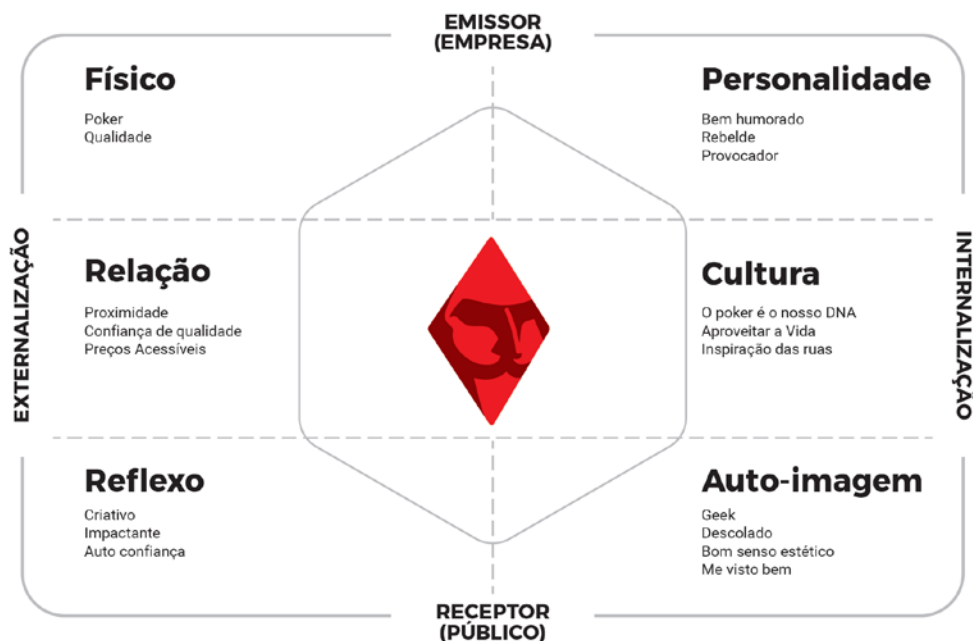 EMISSOR
(EMPRESA)
Físico
Poker
Qualidade
Personalidade
Bem humorado
Rebelde
Provocador
EXTERNALIZAÇÃO
Relação
Proximidade
Confiança de qualidade
Preços Acessíveis
Cultura
O poker é o nosso DNA
Aproveitar a Vida
Inspiração das ruas
INTERNALIZAÇÃO
Reflexo
Criativo
Impactante
Auto confiança
Auto-imagem
Geek
Descolado
Bom senso estético
Me visto bem
RECEPTOR
(PÚBLICO)